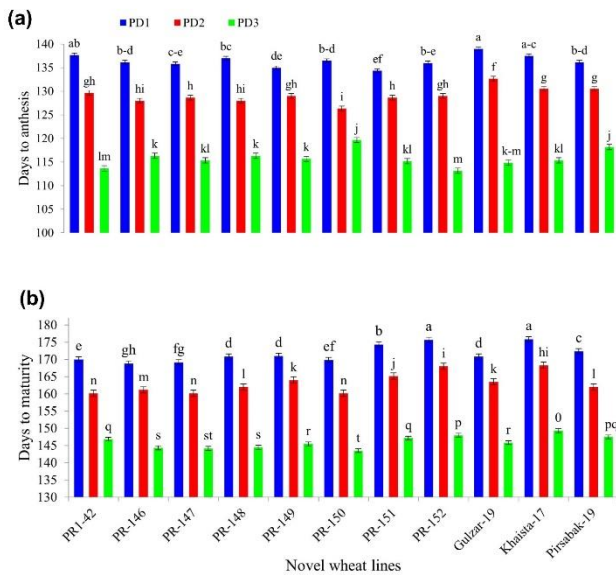 (a)
PD1 PD2 PD3
Days to anthesis
140
135
130
125
120
115
110
105
100
ab b-d c-e bc de b-d ef b-e a a-c b-d
gh hi h hi gh i h gh f g g
lm k kl k k j kl m k-m kl j
(b)
Days to maturity
180
175
170
165
160
155
150
145
140
135
130
e gh fg d d ef b a d a c
n m n l k n j i k hi l
q s st s r t q p r 0 pq
PR1-42 PR-146 PR-147 PR-148 PR-149 PR-150 PR-151 PR-152 Gulzar-19 Khaista-17 Pirsabak-19
Novel wheat lines